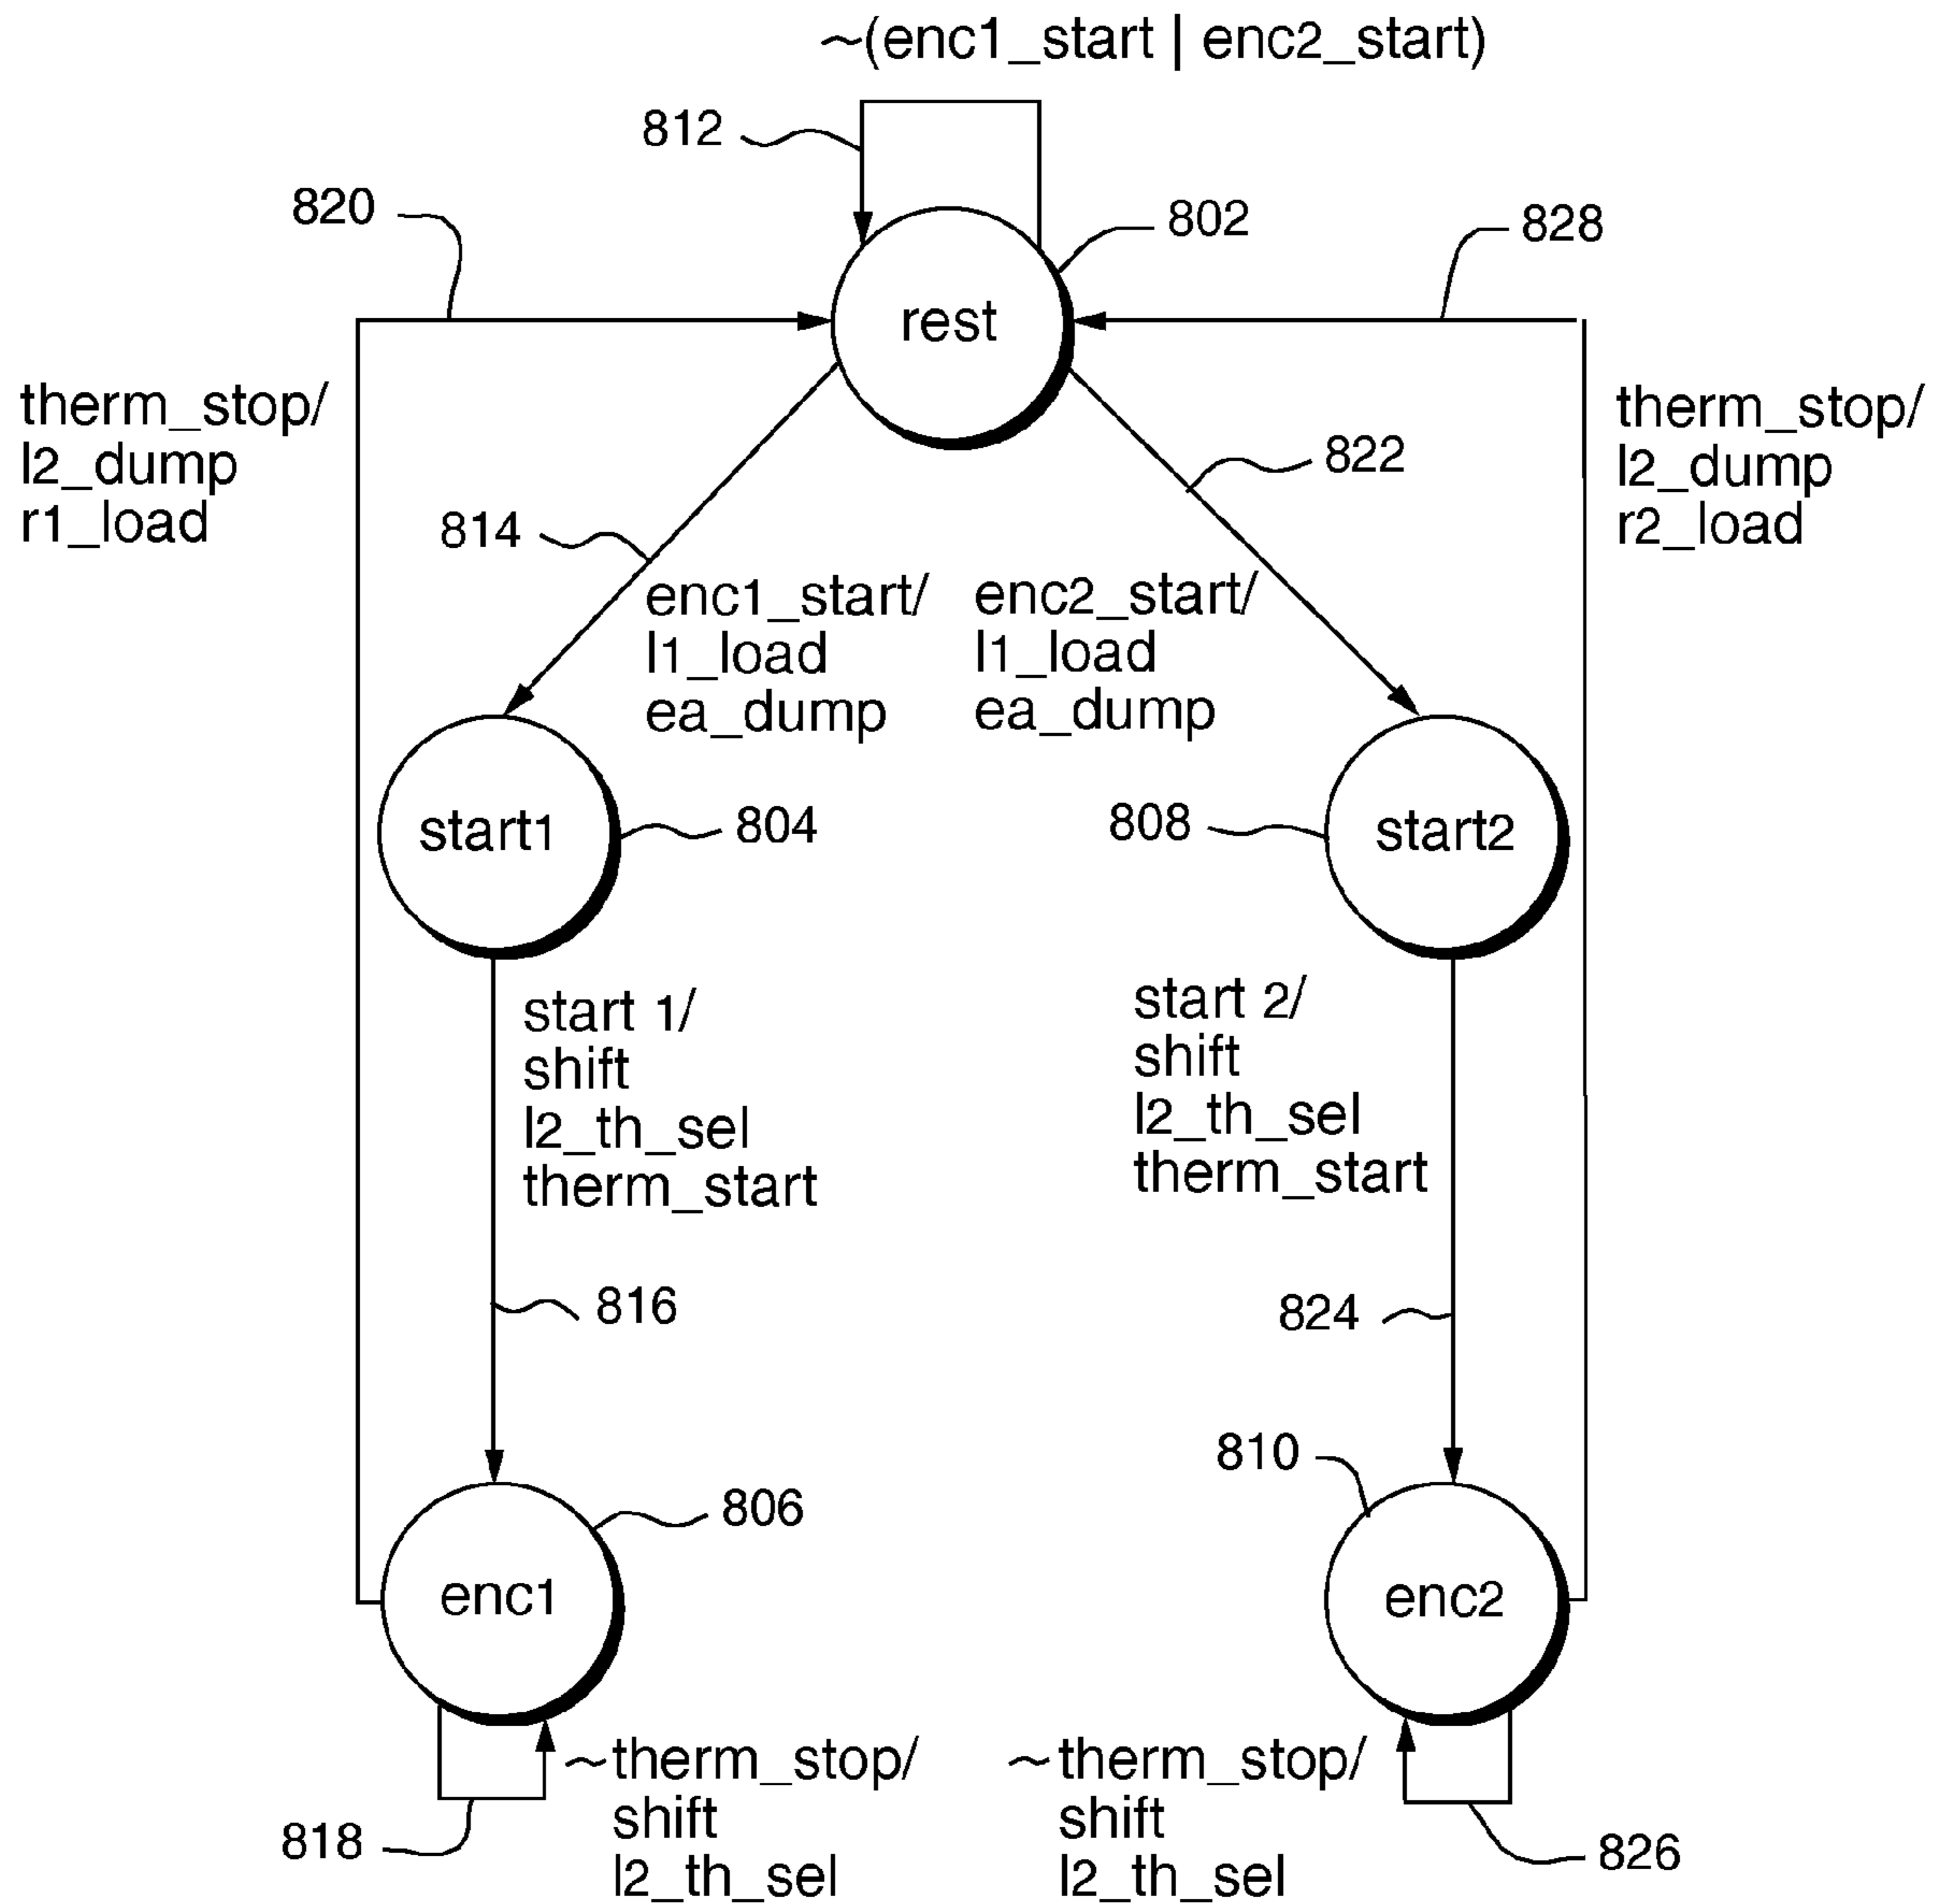 ~(enc1_start | enc2_start)
812
820
802
828
rest
therm_stop/
l2_dump
r1_load
therm_stop/
l2_dump
r2_load
822
814
enc1_start/
l1_load
ea_dump
enc2_start/
l1_load
ea_dump
start1
804
808
start2
start 1/
shift
l2_th_sel
therm_start
start 2/
shift
l2_th_sel
therm_start
816
824
810
806
enc1
enc2
~therm_stop/
shift
l2_th_sel
~therm_stop/
shift
l2_th_sel
818
826